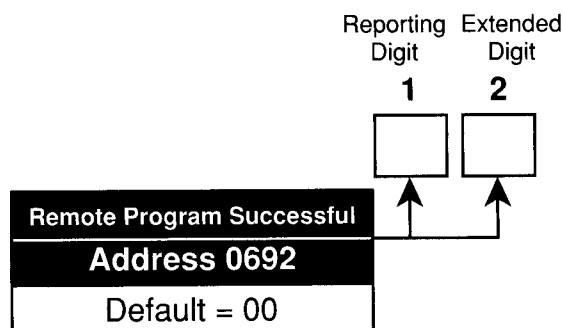 Reporting Extended
Digit Digit
1 2
Remote Program Successful
Address 0692
Default = 00